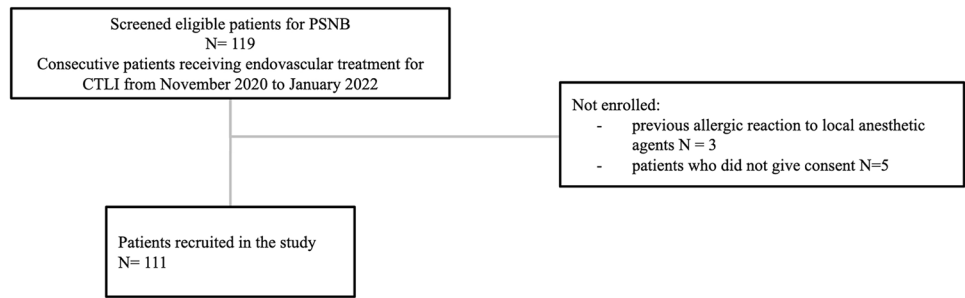 Screened eligible patients for PSNB
N= 119
Consecutive patients receiving endovascular treatment for
CTLI from November 2020 to January 2022
Not enrolled:
- previous allergic reaction to local anesthetic
agents N = 3
- patients who did not give consent N=5
Patients recruited in the study
N= 111